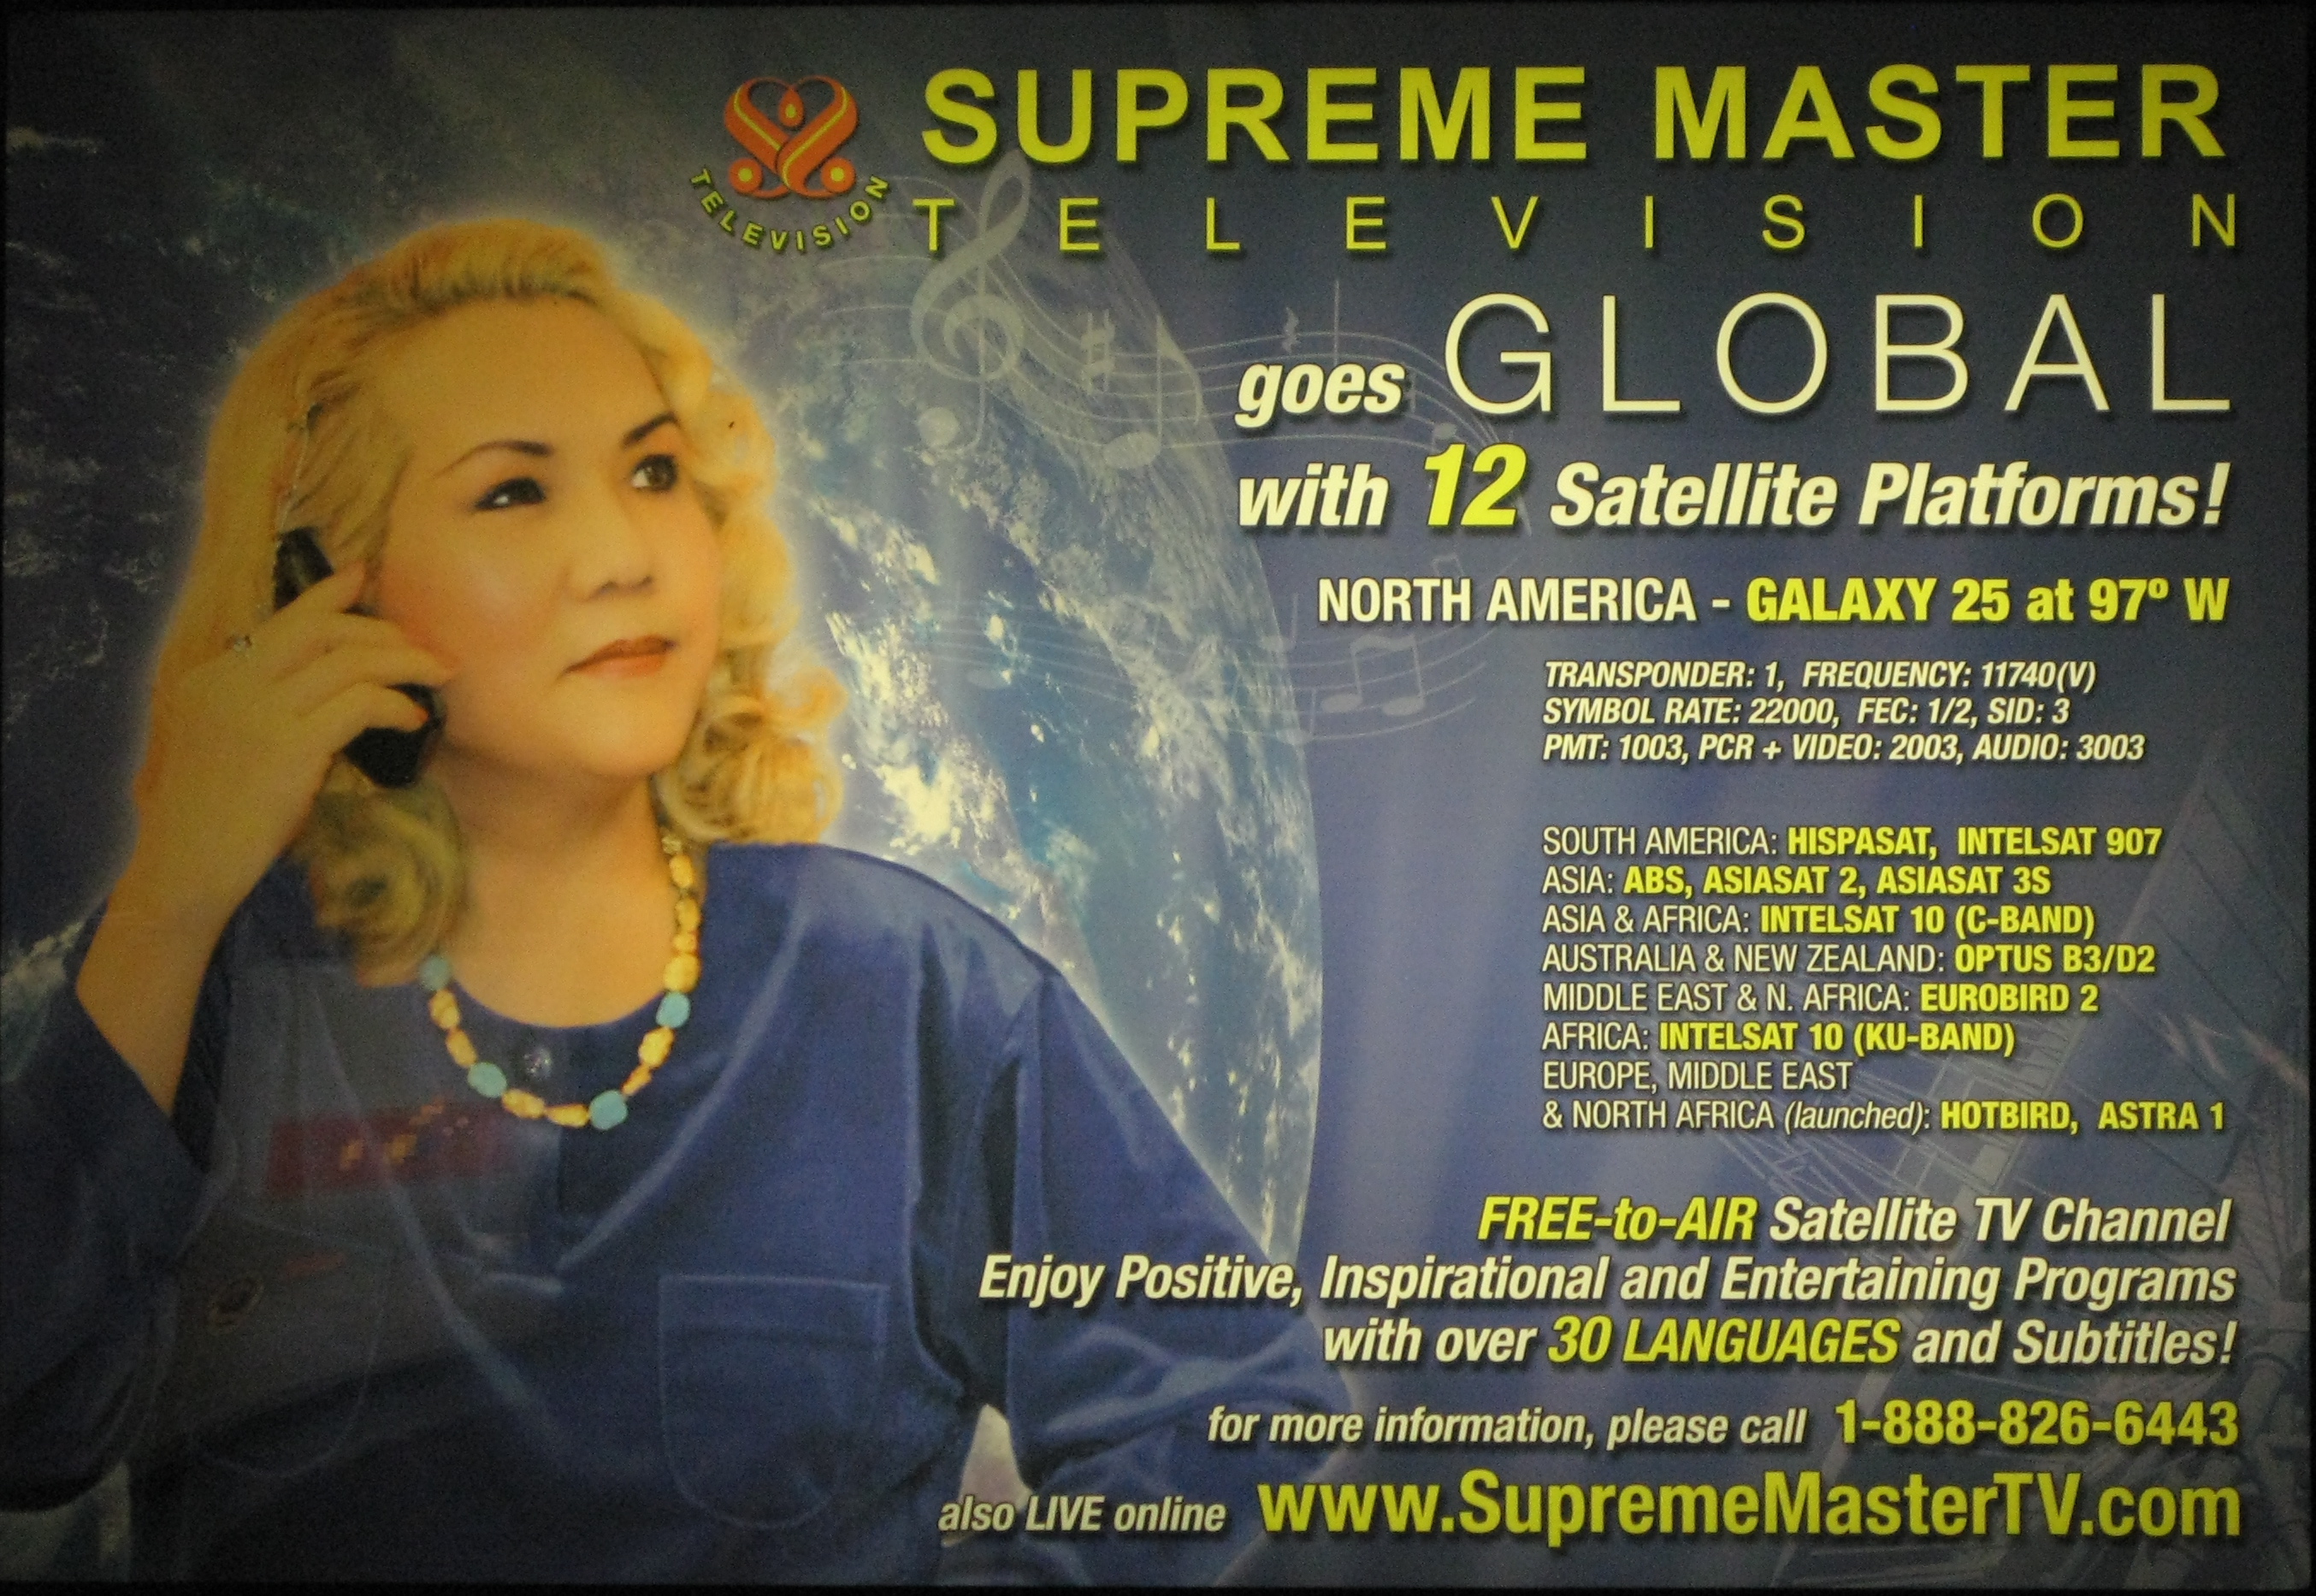 SUPREME MASTER
TELEVISION
TELEVISION
goes GLOBAL
with 12 Satellite Platforms!
NORTH AMERICA - GALAXY 25 at 97º W
TRANSPONDER: 1, FREQUENCY: 11740(V)
SYMBOL RATE: 22000, FEC: 1/2, SID: 3
PMT: 1003, PCR + VIDEO: 2003, AUDIO: 3003
SOUTH AMERICA: HISPASAT, INTELSAT 907
ASIA: ABS, ASIASAT 2, ASIASAT 3S
ASIA & AFRICA: INTELSAT 10 (C-BAND)
AUSTRALIA & NEW ZEALAND: OPTUS B3/D2
MIDDLE EAST & N. AFRICA: EUROBIRD 2
AFRICA: INTELSAT 10 (KU-BAND)
EUROPE, MIDDLE EAST
& NORTH AFRICA (launched): HOTBIRD, ASTRA 1
FREE-to-AIR Satellite TV Channel
Enjoy Positive, Inspirational and Entertaining Programs
with over 30 LANGUAGES and Subtitles!
for more information, please call 1-888-826-6443
also LIVE online www.SupremeMasterTV.com